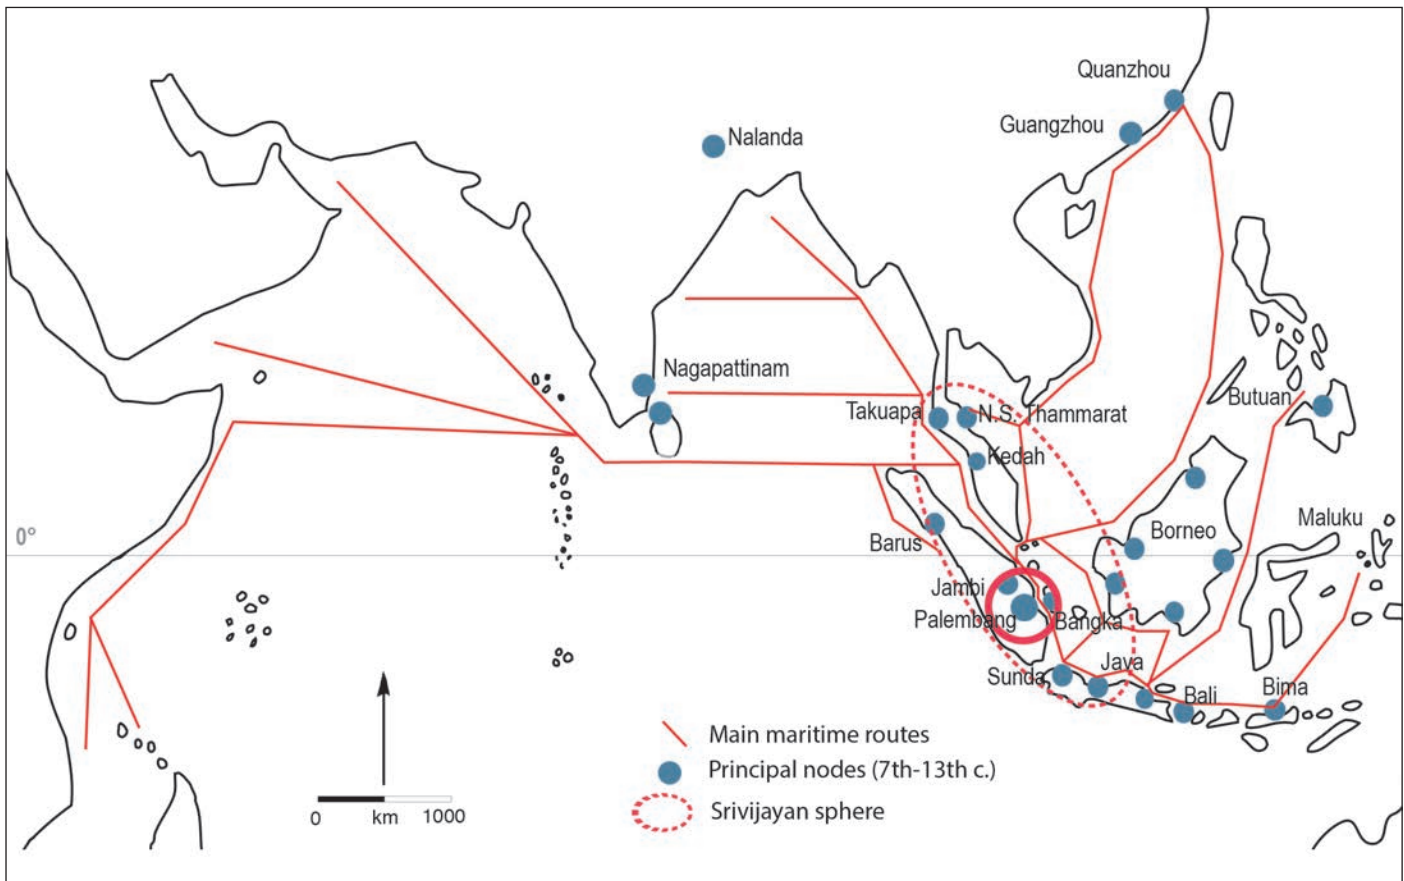 Quanzhou
Guangzhou
Nalanda
Nagapattinam
Takuapa
N.S. Thammarat
Butuan
Kedah
0°
Barus
Borneo
Maluku
Jambi
Palembang
Bangka
Sunda
Java
Bali
Bima
Main maritime routes
Principal nodes (7th-13th c.)
Srivijayan sphere
0 km 1000